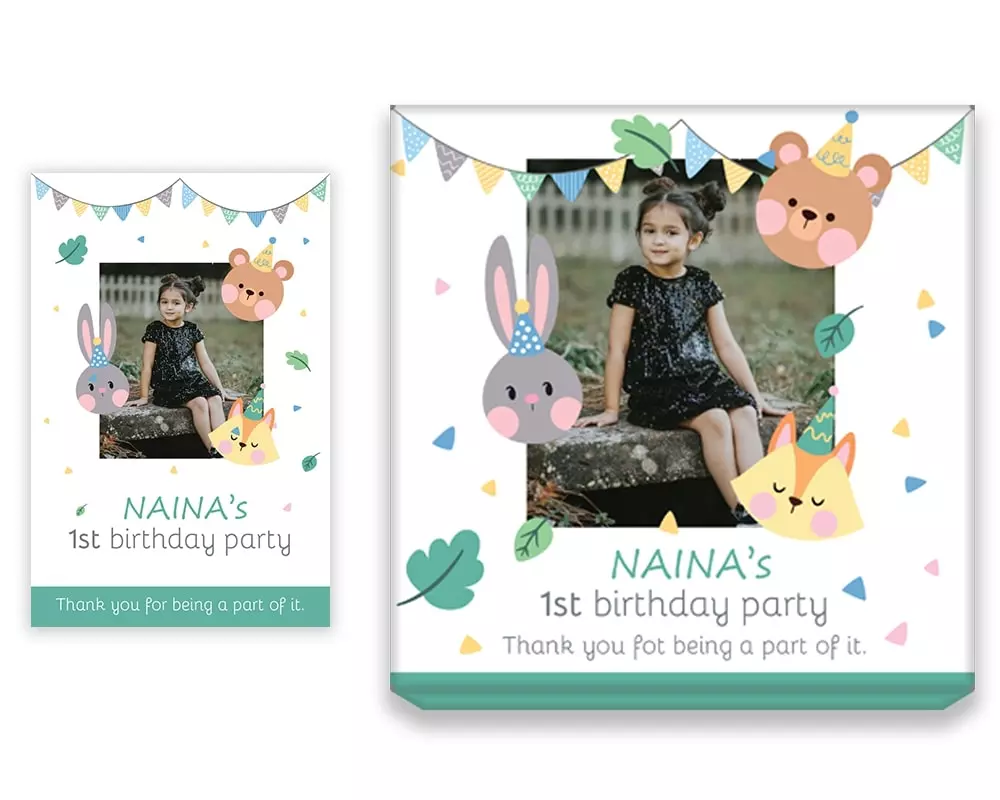 NAINA's
1st birthday party
Thank you for being a part of it.
NAINA's
1st birthday party
Thank you fot being a part of it.